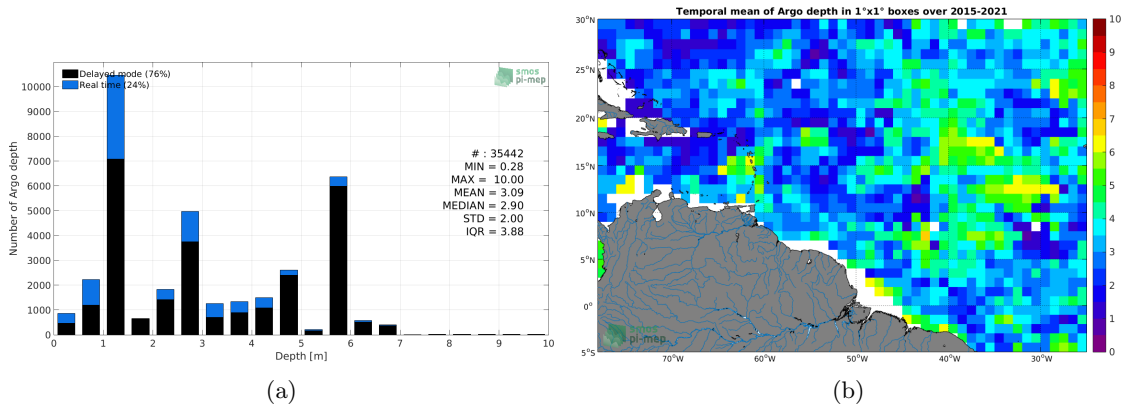 Delayed mode (76%)
Real time (24%)
smos
pi-mep
Number of Argo depth
10000
9000
8000
7000
6000
5000
4000
3000
2000
1000
0
# : 35442
MIN = 0.28
MAX = 10.00
MEAN = 3.09
MEDIAN = 2.90
STD = 2.00
IQR = 3.88
0 1 2 3 4 5 6 7 8 9 10
Depth [m]
(a)
Temporal mean of Argo depth in 1°x1° boxes over 2015-2021
30°N
25°N
20°N
15°N
10°N
5°N
0°
5°S
smos
pi-mep
70°W 60°W 50°W 40°W 30°W
10
9
8
7
6
5
4
3
2
1
0
(b)